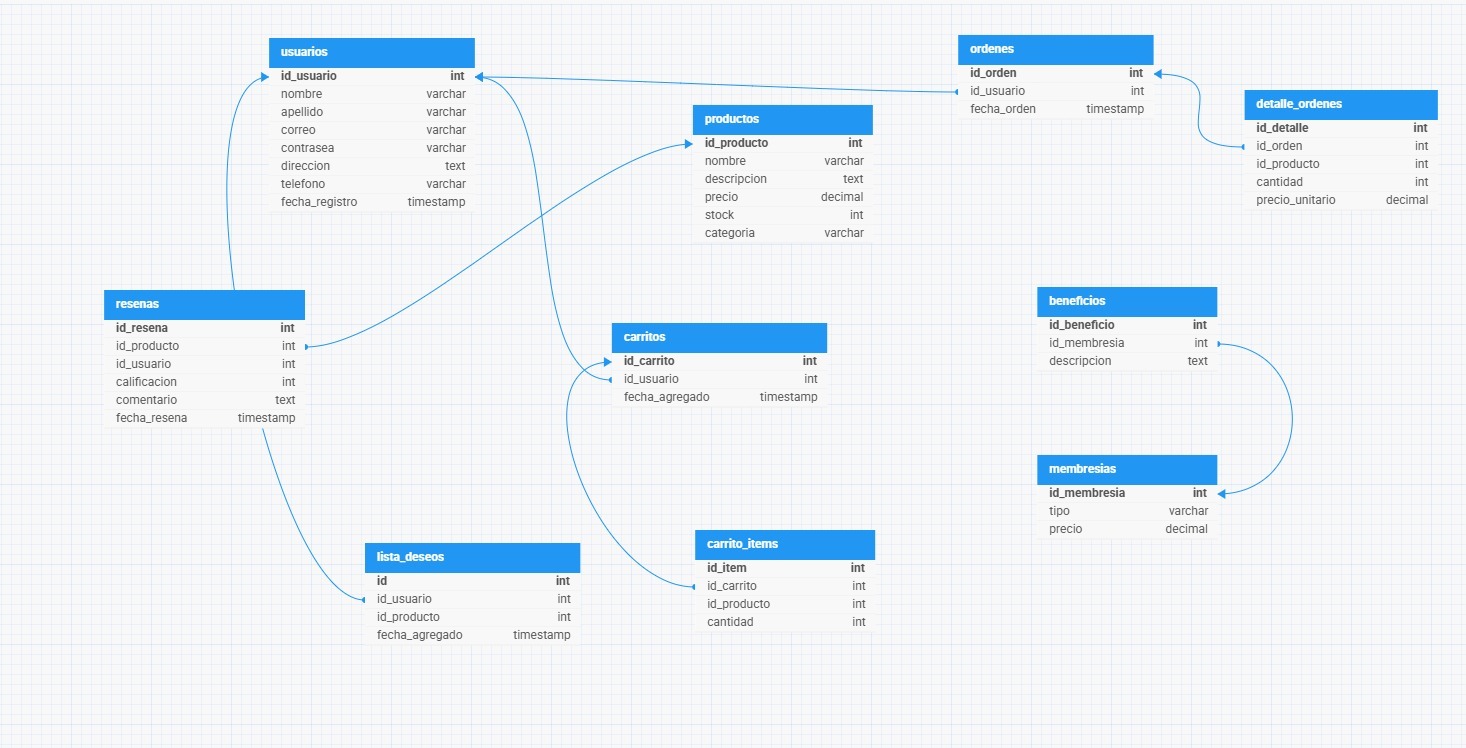 usuarios
id_usuario int
nombre varchar
apellido varchar
correo varchar
contrasea varchar
direccion text
telefono varchar
fecha_registro timestamp
productos
id_producto int
nombre varchar
descripcion text
precio decimal
stock int
categoria varchar
ordenes
id_orden int
id_usuario int
fecha_orden timestamp
detalle_ordenes
id_detalle int
id_orden int
id_producto int
cantidad int
precio_unitario decimal
resenas
id_resena int
id_producto int
id_usuario int
calificacion int
comentario text
fecha_resena timestamp
carritos
id_carrito int
id_usuario int
fecha_agregado timestamp
beneficios
id_beneficio int
id_membresia int
descripcion text
membresias
id_membresia int
tipo varchar
precio decimal
lista_deseos
id int
id_usuario int
id_producto int
fecha_agregado timestamp
carrito_items
id_item int
id_carrito int
id_producto int
cantidad int